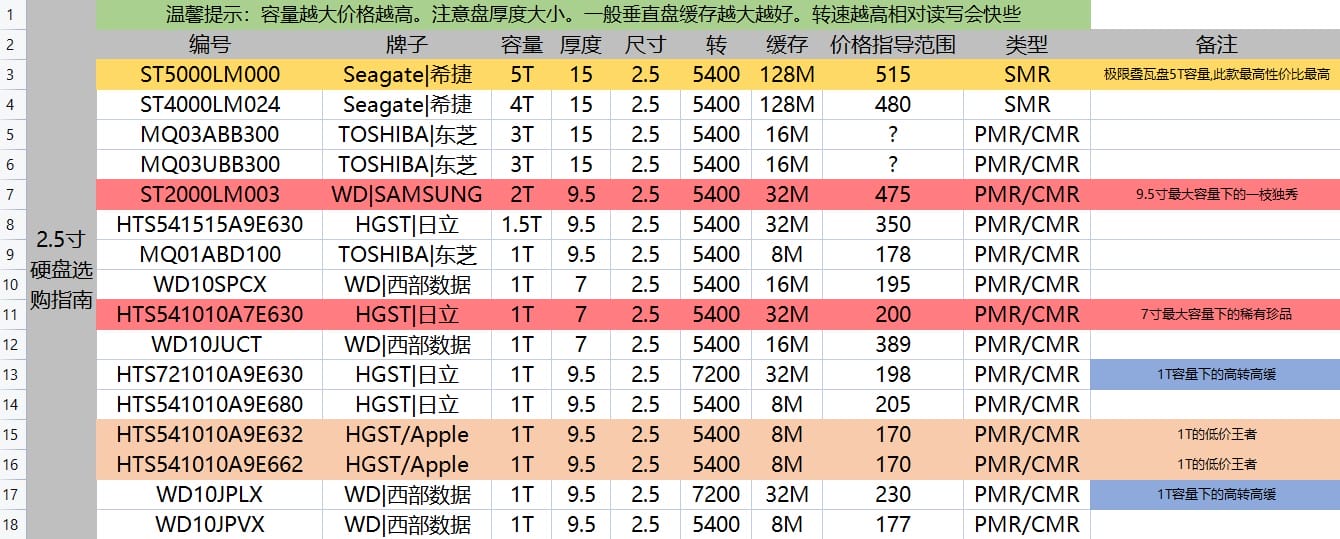 1 温馨提示：容量越大价格越高。注意盘厚度大小。一般垂直盘缓存越大越好。转速越高相对读写会快些
2 编号 牌子 容量 厚度 尺寸 转 缓存 价格指导范围 类型 备注
3 ST5000LM000 Seagate|希捷 5T 15 2.5 5400 128M 515 SMR 极限叠瓦盘5T容量,此款最高性价比最高
4 ST4000LM024 Seagate|希捷 4T 15 2.5 5400 128M 480 SMR
5 MQ03ABB300 TOSHIBA|东芝 3T 15 2.5 5400 16M ? PMR/CMR
6 MQ03UBB300 TOSHIBA|东芝 3T 15 2.5 5400 16M ? PMR/CMR
7 ST2000LM003 WD|SAMSUNG 2T 9.5 2.5 5400 32M 475 PMR/CMR 9.5寸最大容量下的一枝独秀
8 HTS541515A9E630 HGST|日立 1.5T 9.5 2.5 5400 32M 350 PMR/CMR
9 MQ01ABD100 TOSHIBA|东芝 1T 9.5 2.5 5400 8M 178 PMR/CMR
10 WD10SPCX WD|西部数据 1T 7 2.5 5400 16M 195 PMR/CMR
11 HTS541010A7E630 HGST|日立 1T 7 2.5 5400 32M 200 PMR/CMR 7寸最大容量下的稀有珍品
12 WD10JUCT WD|西部数据 1T 7 2.5 5400 16M 389 PMR/CMR
13 HTS721010A9E630 HGST|日立 1T 9.5 2.5 7200 32M 198 PMR/CMR 1T容量下的高转高缓
14 HTS541010A9E680 HGST|日立 1T 9.5 2.5 5400 8M 205 PMR/CMR
15 HTS541010A9E632 HGST/Apple 1T 9.5 2.5 5400 8M 170 PMR/CMR 1T的低价王者
16 HTS541010A9E662 HGST/Apple 1T 9.5 2.5 5400 8M 170 PMR/CMR 1T的低价王者
17 WD10JPLX WD|西部数据 1T 9.5 2.5 7200 32M 230 PMR/CMR 1T容量下的高转高缓
18 WD10JPVX WD|西部数据 1T 9.5 2.5 5400 8M 177 PMR/CMR
2.5寸
硬盘选
购指南